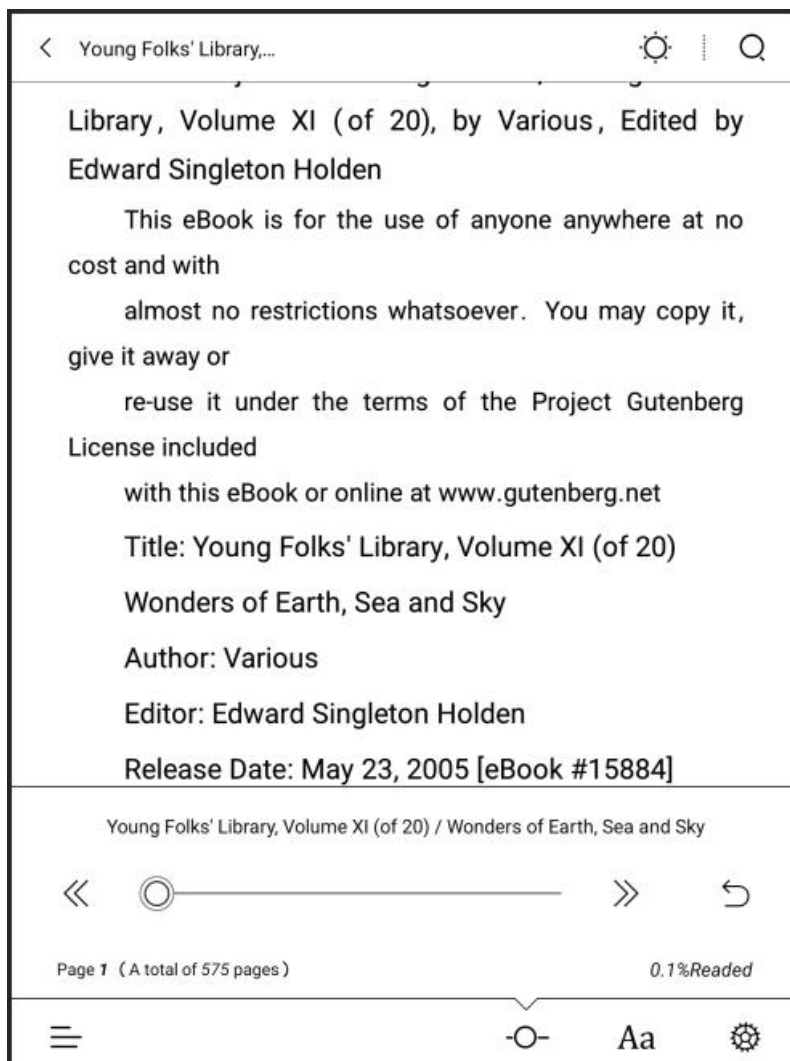 Young Folks' Library,...
Library, Volume XI (of 20), by Various, Edited by
Edward Singleton Holden
This eBook is for the use of anyone anywhere at no
cost and with
almost no restrictions whatsoever. You may copy it,
give it away or
re-use it under the terms of the Project Gutenberg
License included
with this eBook or online at www.gutenberg.net
Title: Young Folks' Library, Volume XI (of 20)
Wonders of Earth, Sea and Sky
Author: Various
Editor: Edward Singleton Holden
Release Date: May 23, 2005 [eBook #15884]
Young Folks' Library, Volume XI (of 20) / Wonders of Earth, Sea and Sky
Page 1 (A total of 575 pages)
0.1%Readed
Aa